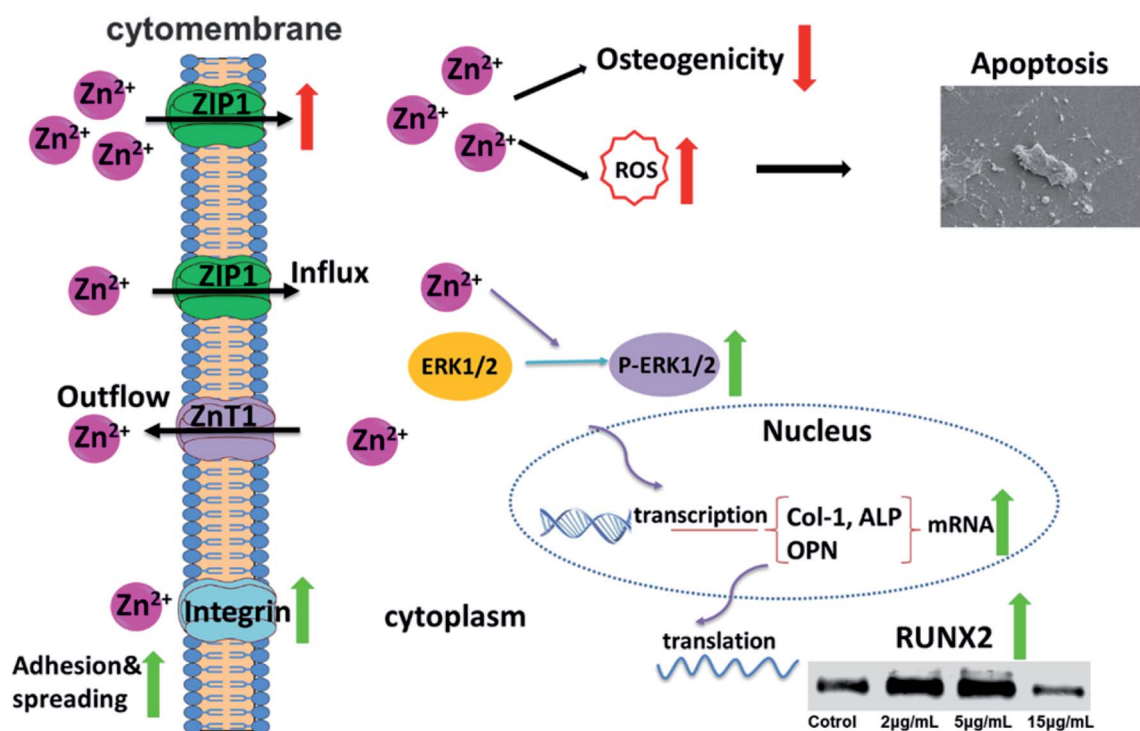 cytomembrane
Zn2+
Zn2+
Zn2+
ZIP1
Zn2+
Zn2+
Zn2+
Osteogenicity
ROS
Apoptosis
Zn2+
ZIP1
Influx
Zn2+
ERK1/2
P-ERK1/2
Outflow
Zn2+
ZnT1
Zn2+
Nucleus
transcription
Col-1, ALP
OPN
mRNA
Zn2+
Integrin
cytoplasm
Adhesion&
spreading
translation
RUNX2
Cotrol 2μg/mL 5μg/mL 15μg/mL